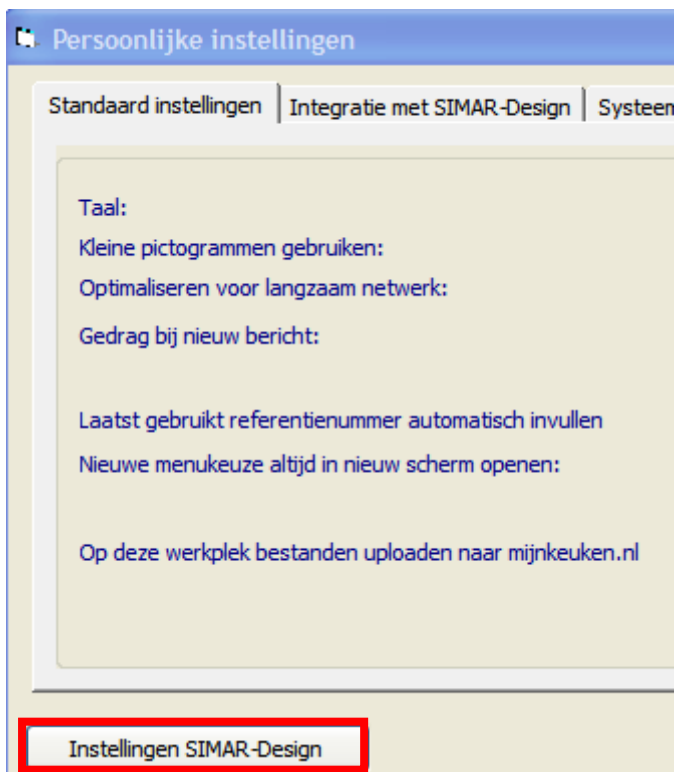 Persoonlijke instellingen
Standaard instellingen Integratie met SIMAR-Design Systeem
Taal:
Kleine pictogrammen gebruiken:
Optimaliseren voor langzaam netwerk:
Gedrag bij nieuw bericht:
Laatst gebruikt referentienummer automatisch invullen
Nieuwe menukeuze altijd in nieuw scherm openen:
Op deze werkplek bestanden uploaden naar mijnkeuken.nl
Instellingen SIMAR-Design